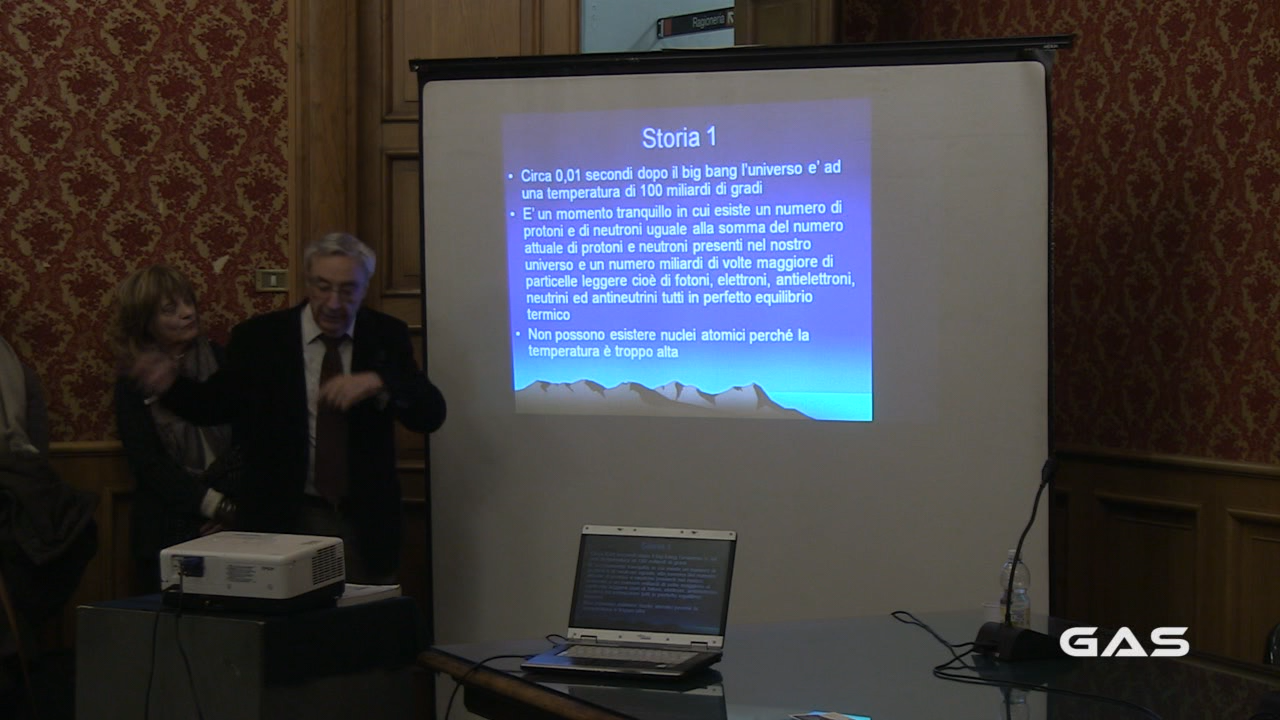 Ragioneria
Storia 1
• Circa 0,01 secondi dopo il big bang l'universo e' ad
una temperatura di 100 miliardi di gradi
• E' un momento tranquillo in cui esiste un numero di
protoni e di neutroni uguale alla somma del numero
attuale di protoni e neutroni presenti nel nostro
universo e un numero miliardi di volte maggiore di
particelle leggere cioè di fotoni, elettroni, antielettroni,
neutrini ed antineutrini tutti in perfetto equilibrio
termico
• Non possono esistere nuclei atomici perché la
temperatura è troppo alta
GAS